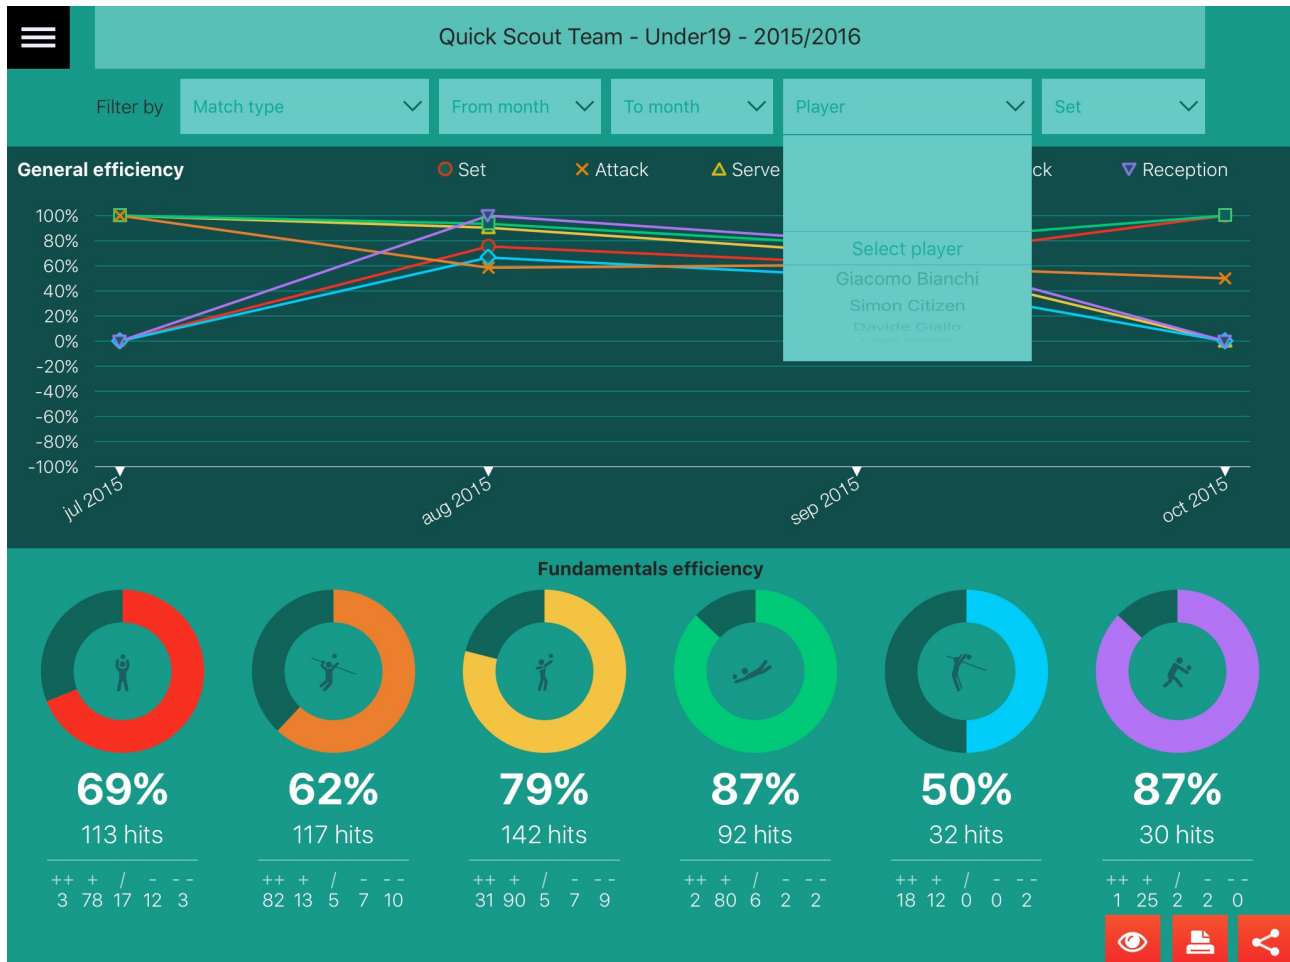 Quick Scout Team - Under19 - 2015/2016
Filter by Match type From month To month Player Set
General efficiency Set Attack Serve ck Reception
100%
80%
Select player
60%
Giacomo Bianchi
40%
Simon Citizen
20%
Davide Giallo
0%
-20%
-40%
-60%
-80%
-100%
jul 2015 aug 2015 sep 2015 oct 2015
Fundamentals efficiency
69% 62% 79% 87% 50% 87%
113 hits 117 hits 142 hits 92 hits 32 hits 30 hits
++ + / - -- ++ + / - -- ++ + / - -- ++ + / - -- ++ + / - -- ++ + / - --
3 78 17 12 3 82 13 5 7 10 31 90 5 7 9 2 80 6 2 2 18 12 0 0 2 1 25 2 2 0